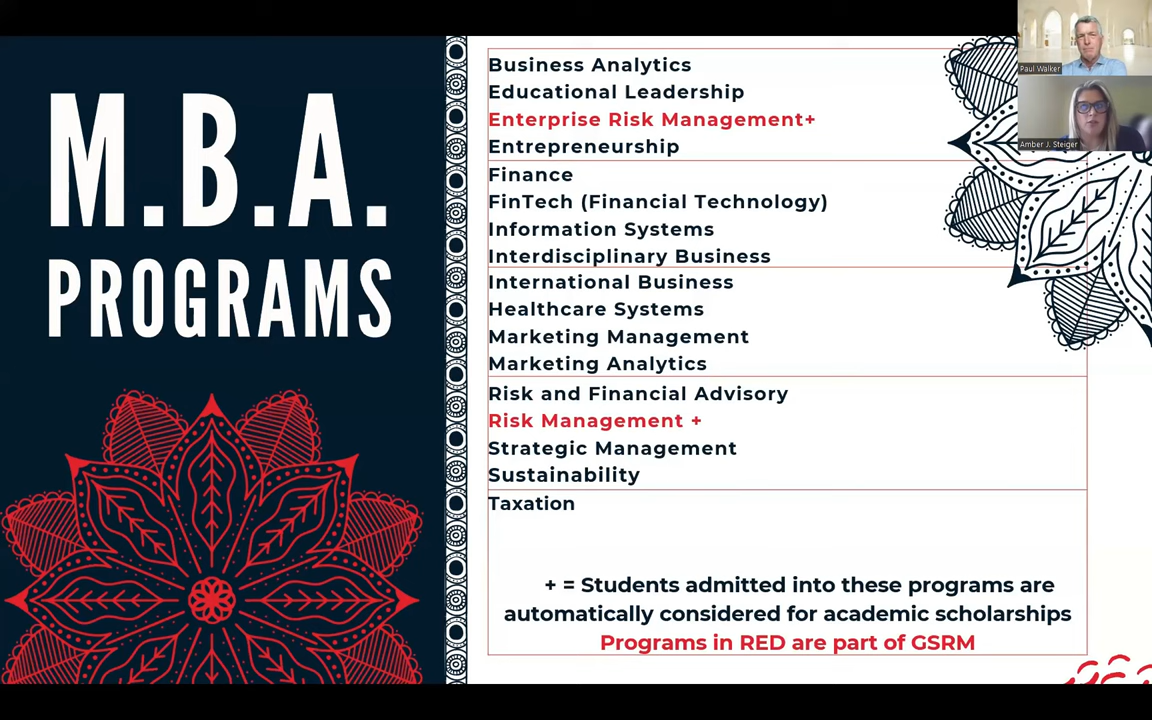 M.B.A.
PROGRAMS
Business Analytics
Educational Leadership
Enterprise Risk Management+
Entrepreneurship
Finance
FinTech (Financial Technology)
Information Systems
Interdisciplinary Business
International Business
Healthcare Systems
Marketing Management
Marketing Analytics
Risk and Financial Advisory
Risk Management +
Strategic Management
Sustainability
Taxation
+ = Students admitted into these programs are
automatically considered for academic scholarships
Programs in RED are part of GSRM
Paul Walker
Amber J. Steiger